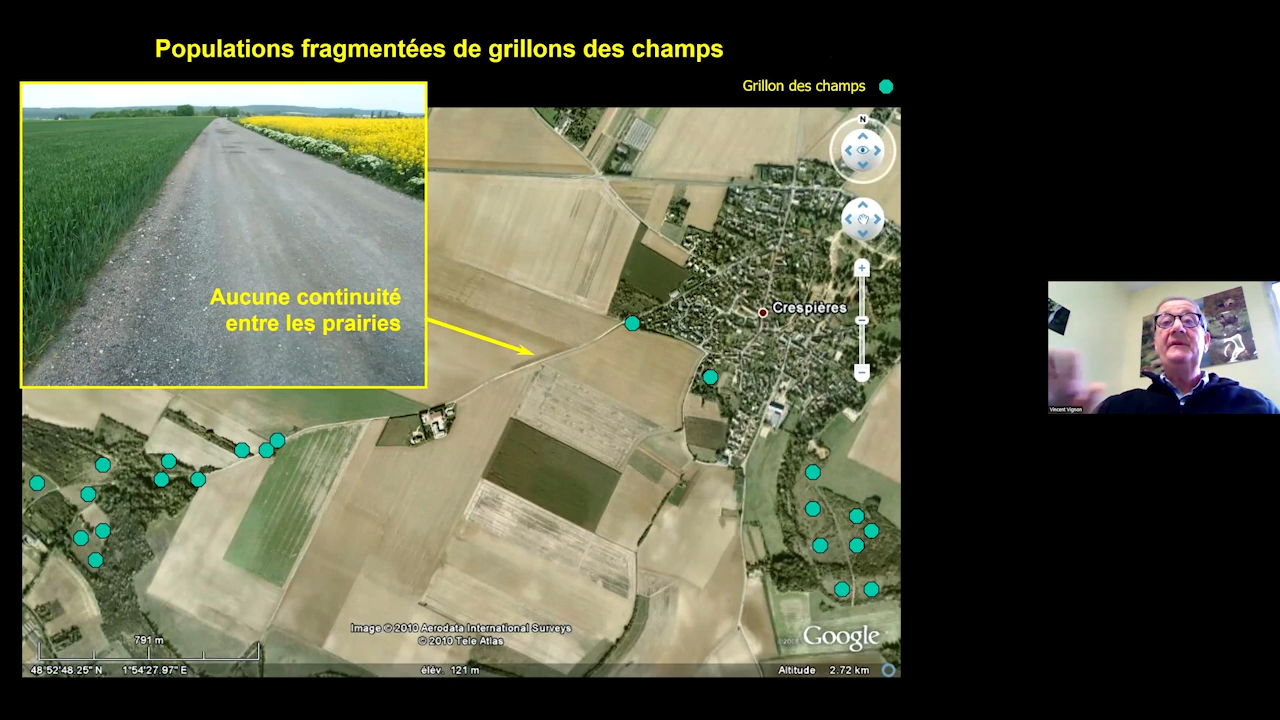 Populations fragmentées de grillons des champs
Grillon des champs
N
Aucune continuité
entre les prairies
Crespières
Vincent Vignon
Image © 2010 Aerodata International Surveys
© 2010 Tele Atlas
Google
791 m
48°52'48.25" N 1°54'27.97" E élév. 121 m Altitude 2.72 km